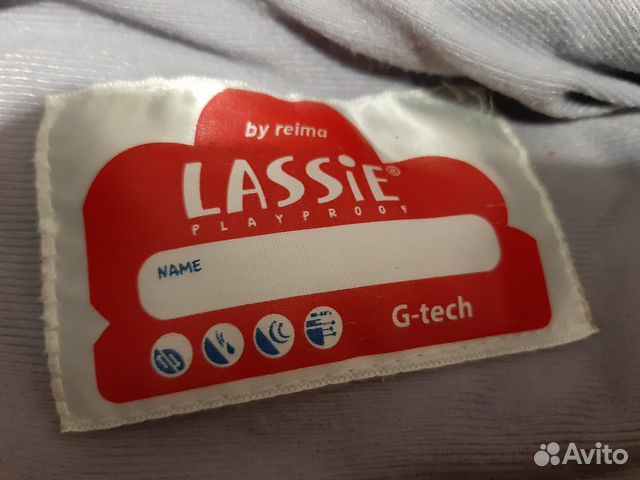 by reima
LASSiE®
PLAYPROOF
NAME
G-tech
Avito